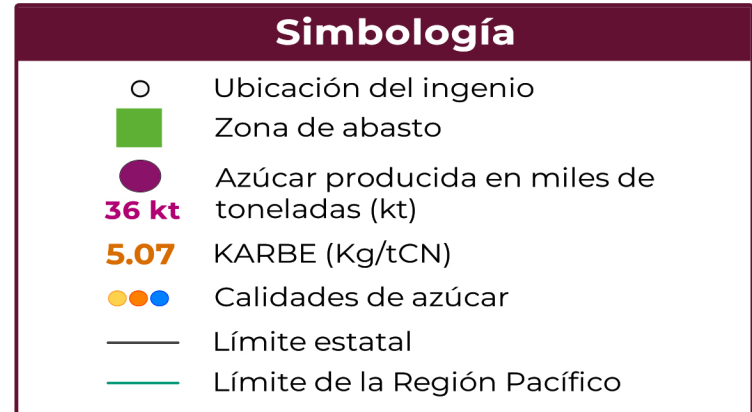 Simbología
Ubicación del ingenio
Zona de abasto
Azúcar producida en miles de
36 kt toneladas (kt)
5.07 KARBE (Kg/tCN)
Calidades de azúcar
Límite estatal
Límite de la Región Pacífico